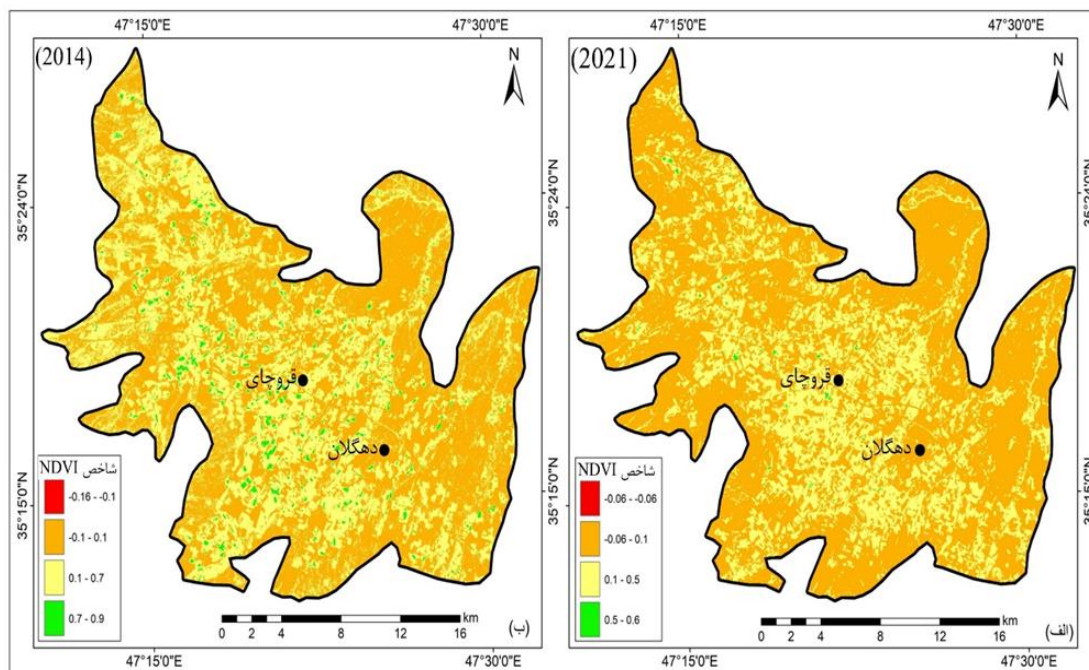 47°15'0"E
47°30'0"E
(2014)
N
35°24'0"N
35°15'0"N
قروچای
دهگلان
شاخص NDVI
-0.16 - -0.1
-0.1 - 0.1
0.1 - 0.7
0.7 - 0.9
km
0 2 4 8 12 16
(ب)
47°15'0"E
47°30'0"E
47°15'0"E
47°30'0"E
(2021)
N
35°24'0"N
35°15'0"N
قروچای
دهگلان
شاخص NDVI
-0.06 - -0.06
-0.06 - 0.1
0.1 - 0.5
0.5 - 0.6
km
0 2 4 8 12 16
(الف)
47°15'0"E
47°30'0"E